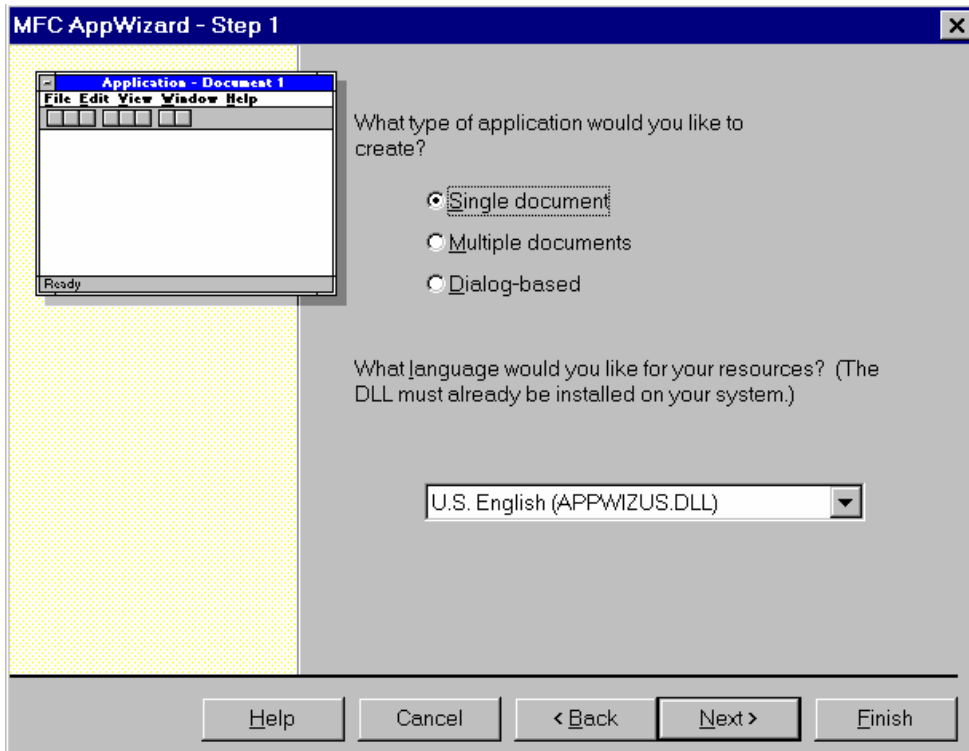 MFC AppWizard - Step 1
Application - Document 1
File Edit View Window Help
Ready
What type of application would you like to
create?
Single document
Multiple documents
Dialog-based
What language would you like for your resources?  (The
DLL must already be installed on your system.)
U.S. English (APPWIZUS.DLL)
Help Cancel < Back Next > Finish